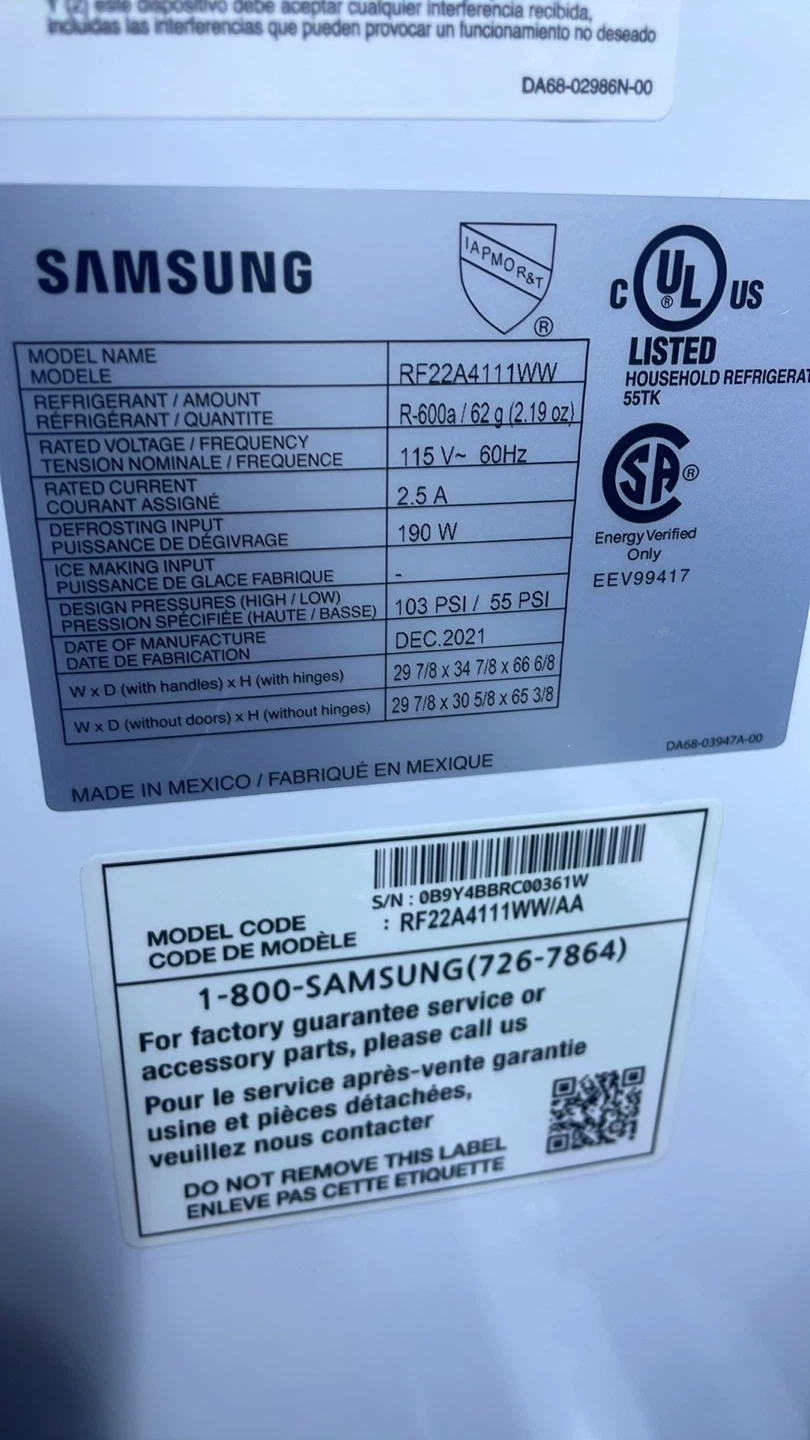 Y (2) este dispositivo debe aceptar cualquier interferencia recibida,
incluidas las interferencias que pueden provocar un funcionamiento no deseado
DA68-02986N-00
SAMSUNG
IAPMO R&T
®
C UL® US
LISTED
HOUSEHOLD REFRIGERAT
55TK
SA®
Energy Verified
Only
EEV99417
MODEL NAME
MODELE
RF22A4111WW
REFRIGERANT / AMOUNT
RÉFRIGÉRANT / QUANTITE
R-600a / 62 g (2.19 oz)
RATED VOLTAGE / FREQUENCY
TENSION NOMINALE / FREQUENCE
115 V~ 60Hz
RATED CURRENT
COURANT ASSIGNÉ
2.5 A
DEFROSTING INPUT
PUISSANCE DE DÉGIVRAGE
190 W
ICE MAKING INPUT
PUISSANCE DE GLACE FABRIQUE
-
DESIGN PRESSURES (HIGH / LOW)
PRESSION SPÉCIFIÉE (HAUTE / BASSE)
103 PSI / 55 PSI
DATE OF MANUFACTURE
DATE DE FABRICATION
DEC.2021
W x D (with handles) x H (with hinges)
29 7/8 x 34 7/8 x 66 6/8
W x D (without doors) x H (without hinges)
29 7/8 x 30 5/8 x 65 3/8
DA68-03947A-00
MADE IN MEXICO / FABRIQUÉ EN MEXIQUE
S/N : 0B9Y4BBRC00361W
MODEL CODE
CODE DE MODÈLE
: RF22A4111WW/AA
1-800-SAMSUNG(726-7864)
For factory guarantee service or
accessory parts, please call us
Pour le service après-vente garantie
usine et pièces détachées,
veuillez nous contacter
DO NOT REMOVE THIS LABEL
ENLEVE PAS CETTE ETIQUETTE